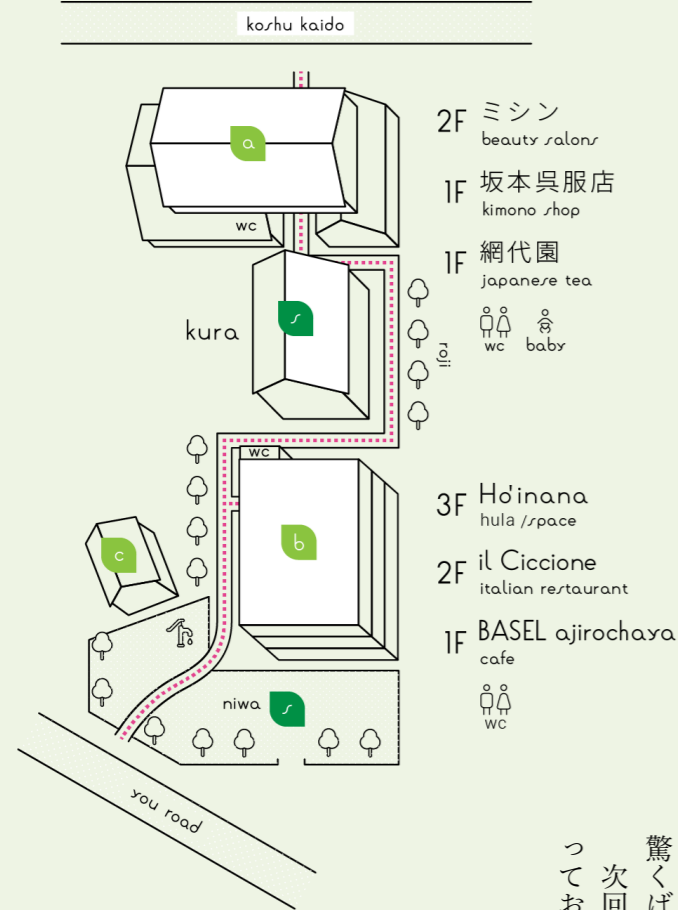 koshu kaido
a
wc
2F ミシン
beauty salons
1F 坂本呉服店
kimono shop
1F 網代園
japanese tea
wc
baby
kura
s
roji
wc
b
c
3F Ho'inana
hula /space
2F il Ciccione
italian restaurant
1F BASEL ajirochaya
cafe
wc
niwa
s
you road
驚くば
次回
ってお